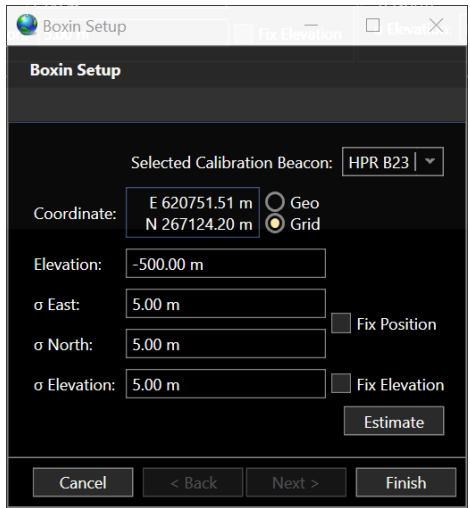 Boxin Setup
Fix Elevation
Boxin Setup
Selected Calibration Beacon: HPR B23
Coordinate: E 620751.51 m Geo
N 267124.20 m Grid
Elevation: -500.00 m
σ East: 5.00 m
Fix Position
σ North: 5.00 m
σ Elevation: 5.00 m Fix Elevation
Estimate
Cancel < Back Next > Finish